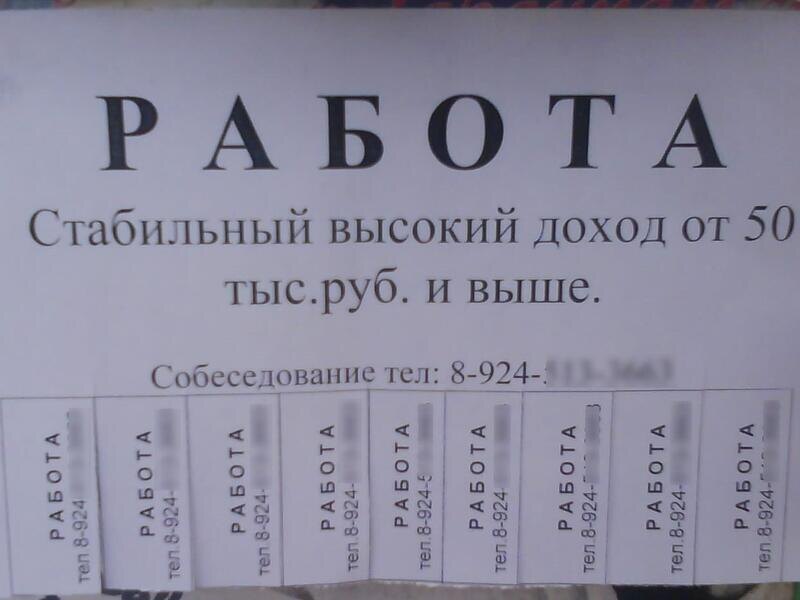 РАБОТА
Стабильный высокий доход от 50
тыс.руб. и выше.
Собеседование тел: 8-924-
РАБОТА
тел.8-924-
РАБОТА
тел.8-924-
РАБОТА
тел.8-924-
РАБОТА
тел.8-924-
РАБОТА
тел.8-924-5
РАБОТА
тел.8-924-
РАБОТА
тел.8-924-
РАБОТА
тел.8-924-
РАБОТА
тел.8-924-